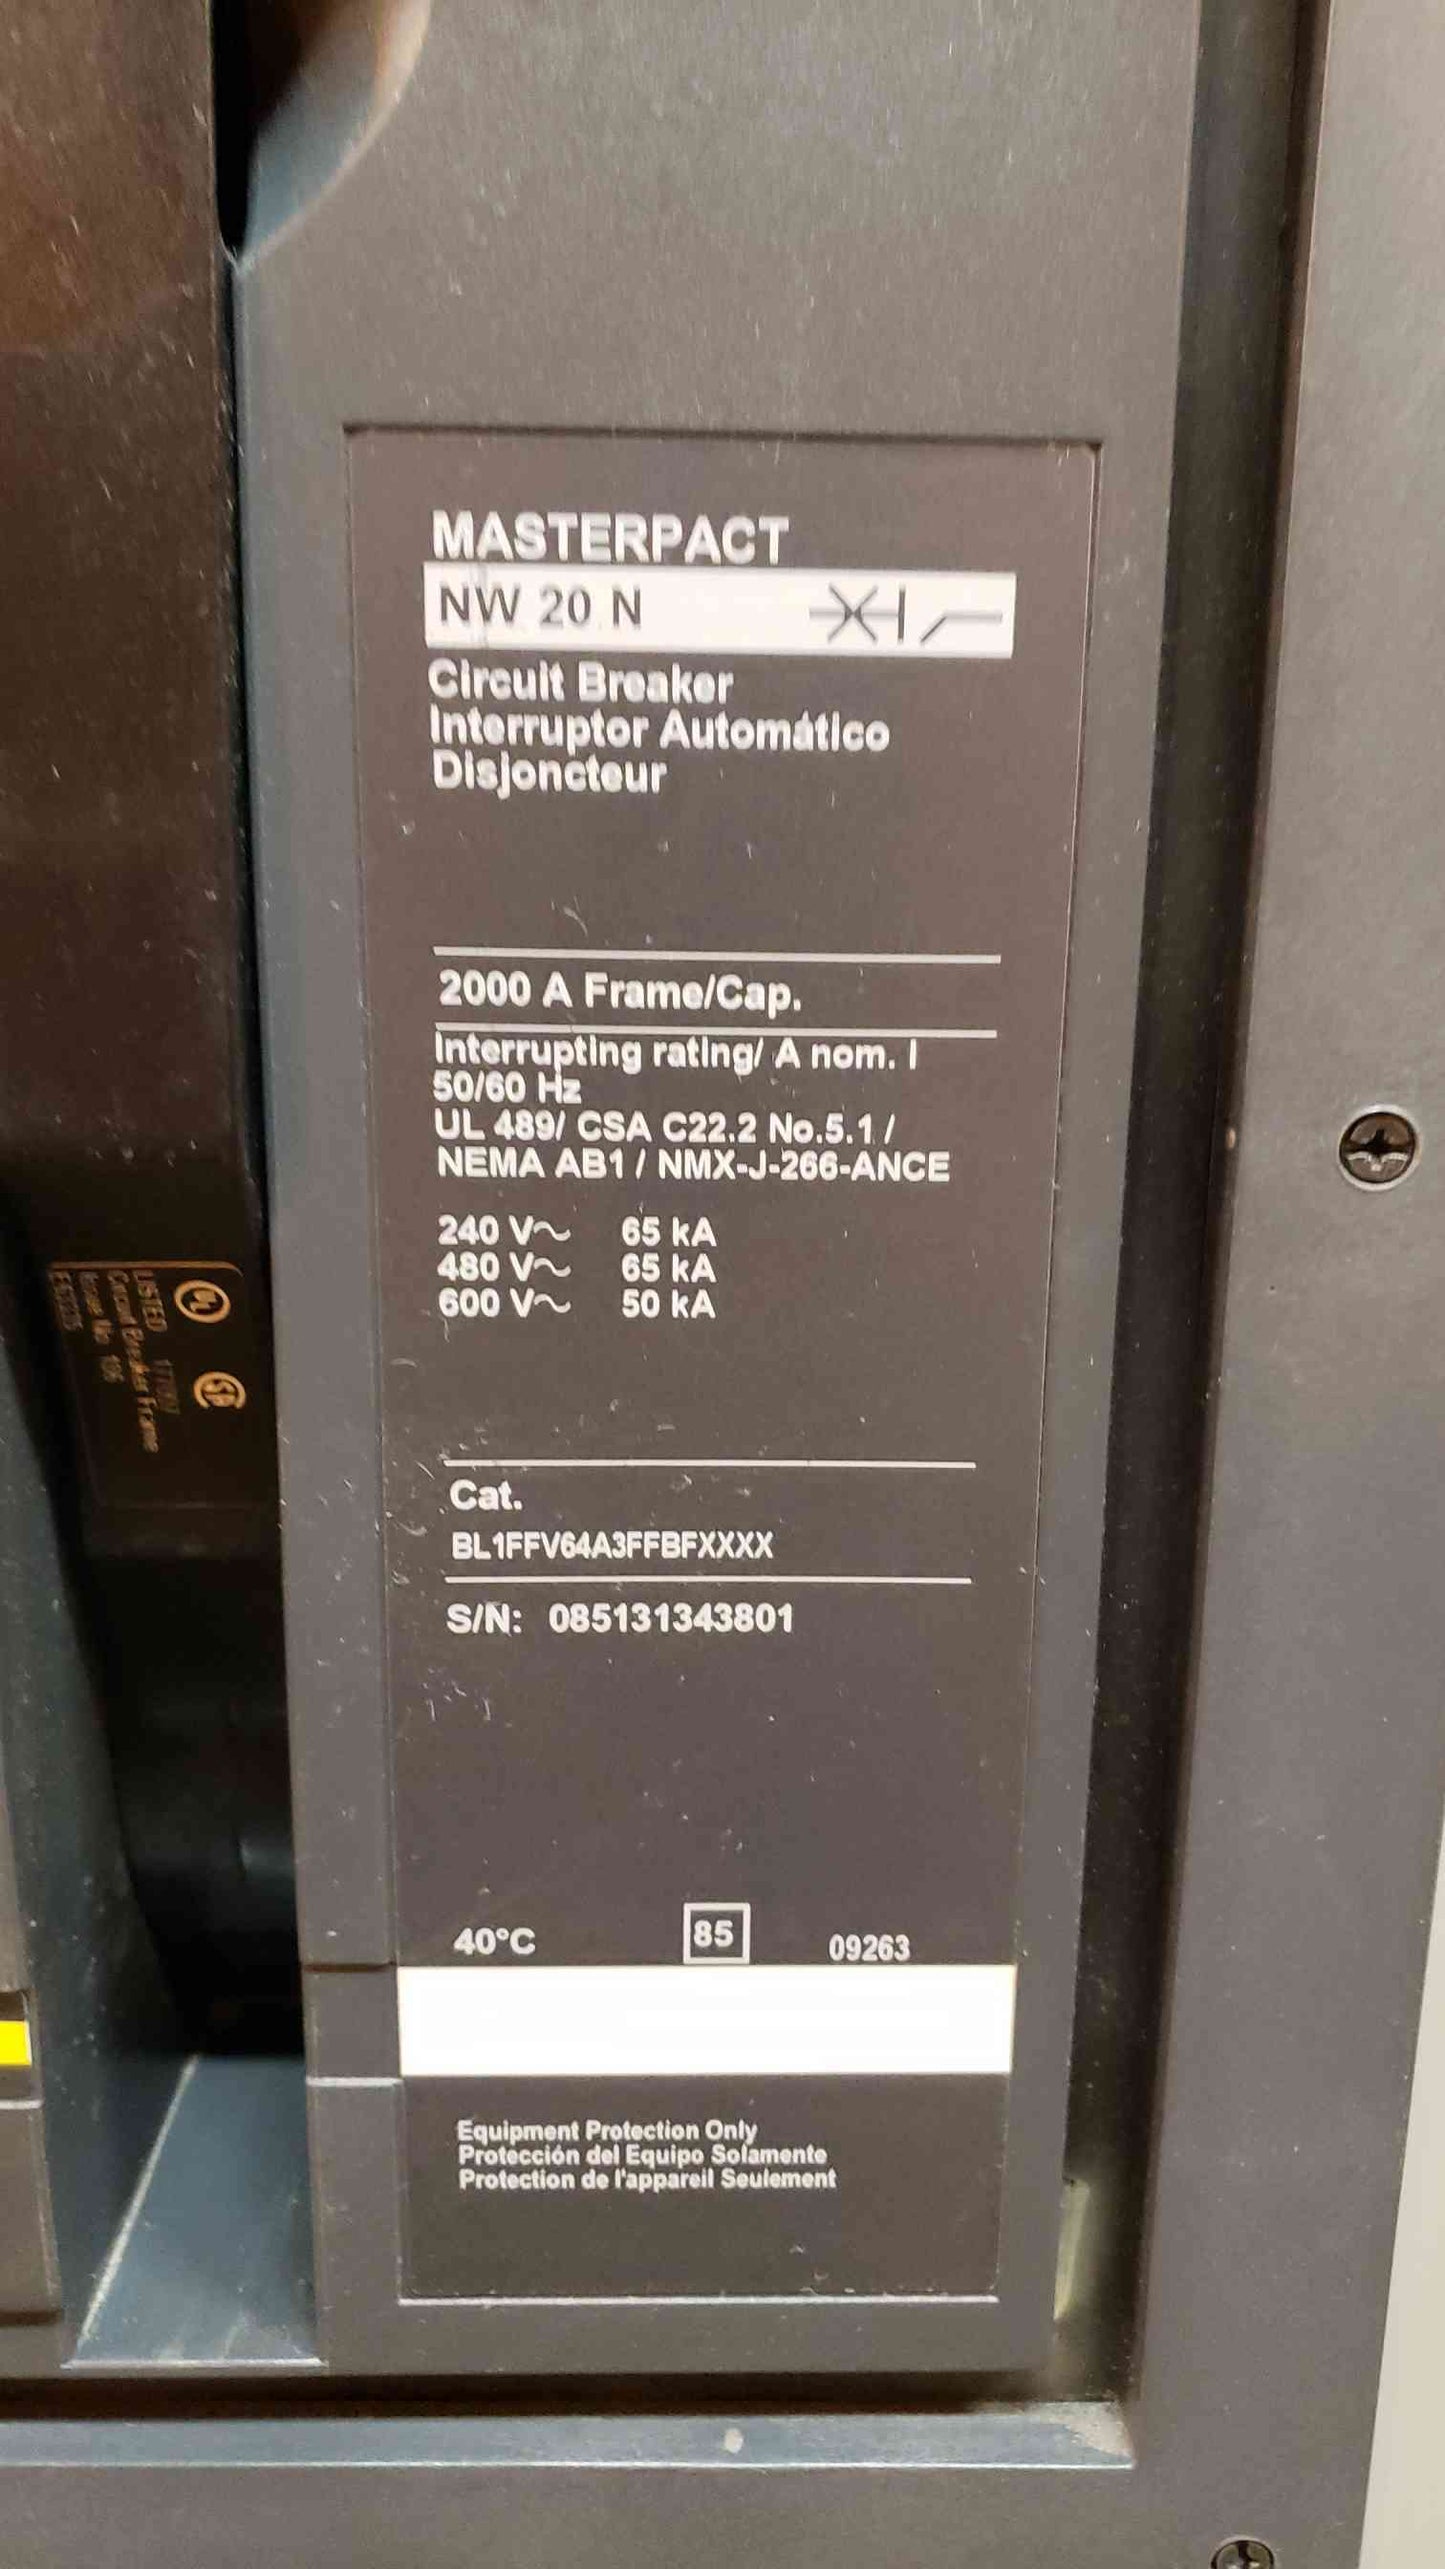 MASTERPACT
NW 20 N
Circuit Breaker
Interruptor Automático
Disjoncteur
2000 A Frame/Cap.
Interrupting rating/ A nom. I
50/60 Hz
UL 489/ CSA C22.2 No.5.1 /
NEMA AB1 / NMX-J-266-ANCE
240 V~ 65 kA
480 V~ 65 kA
600 V~ 50 kA
Cat.
BL1FFV64A3FFBFXXXX
S/N: 085131343801
40°C 85 09263
Equipment Protection Only
Protección del Equipo Solamente
Protection de l'appareil Seulement
UL
LISTED
Circuit Breaker Frame